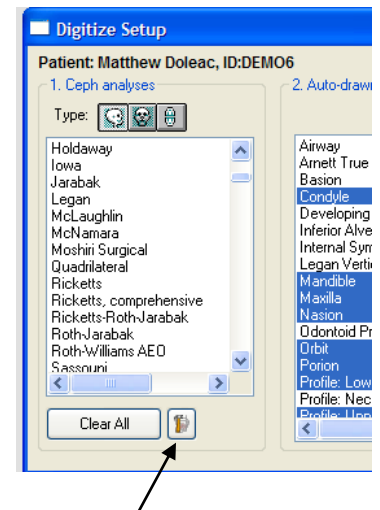 Digitize Setup
Patient: Matthew Doleac, ID:DEMO6
1. Ceph analyses
Type:
Holdaway
Iowa
Jarabak
Legan
McLaughlin
McNamara
Moshiri Surgical
Quadrilateral
Ricketts
Ricketts, comprehensive
Ricketts-Roth-Jarabak
Roth-Jarabak
Roth-Williams AEO
Sassouni
Clear All
2. Auto-drawn
Airway
Arnett True
Basion
Condyle
Developing
Inferior Alve
Internal Sym
Legan Verti
Mandible
Maxilla
Nasion
Odontoid Pr
Orbit
Porion
Profile: Low
Profile: Nec
Profile: Upp